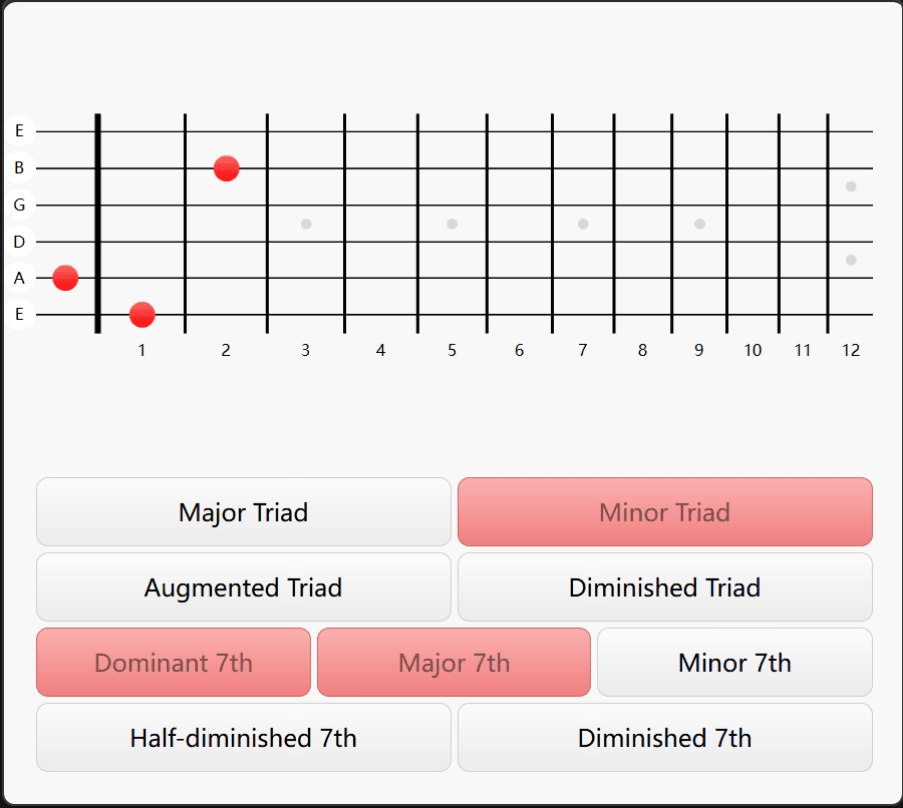 E
B
G
D
A
E
1 2 3 4 5 6 7 8 9 10 11 12
Major Triad Minor Triad
Augmented Triad Diminished Triad
Dominant 7th Major 7th Minor 7th
Half-diminished 7th Diminished 7th